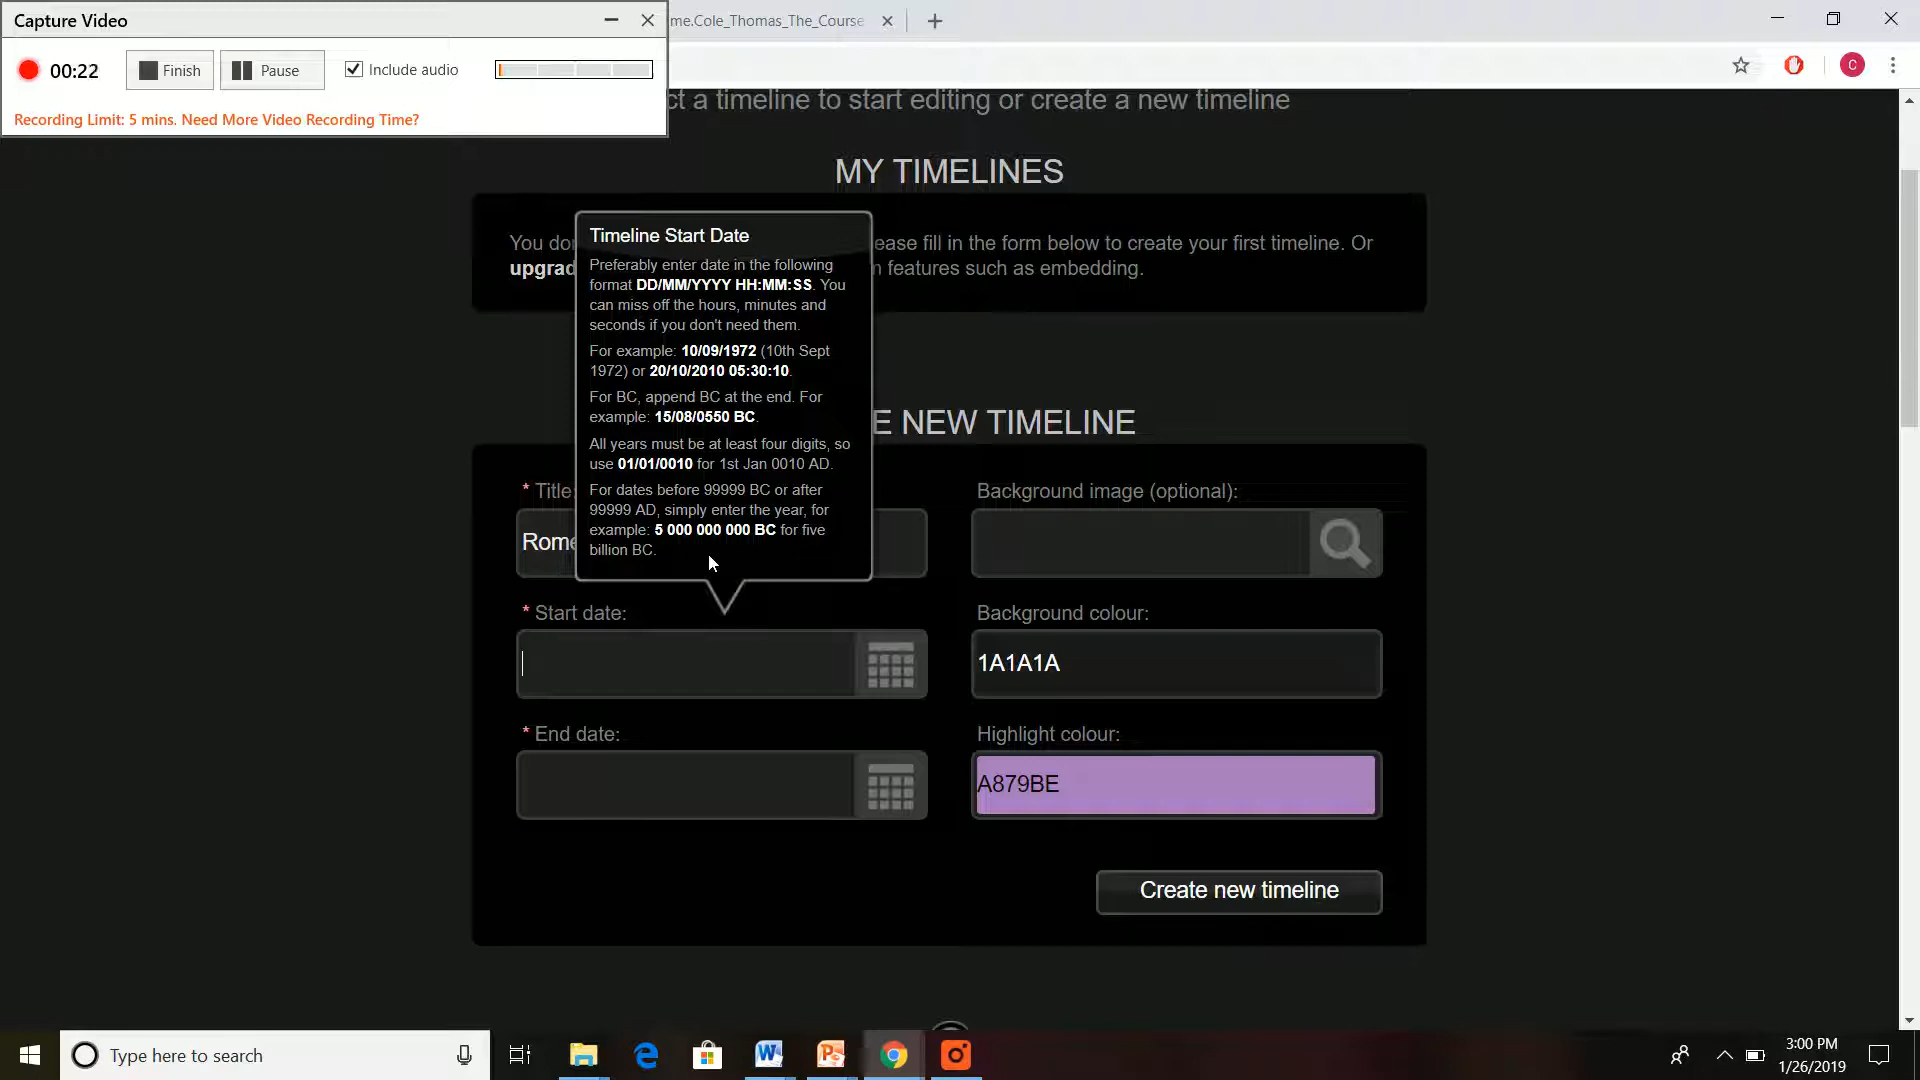 Capture Video
me.Cole_Thomas_The_Course
00:22
Finish
Pause
Include audio
C
Recording Limit: 5 mins. Need More Video Recording Time?
ct a timeline to start editing or create a new timeline
MY TIMELINES
You don
ease fill in the form below to create your first timeline. Or
upgrad
features such as embedding.
Timeline Start Date
Preferably enter date in the following
format DD/MM/YYYY HH:MM:SS. You
can miss off the hours, minutes and
seconds if you don't need them.
For example: 10/09/1972 (10th Sept
1972) or 20/10/2010 05:30:10.
For BC, append BC at the end. For
example: 15/08/0550 BC.
All years must be at least four digits, so
use 01/01/0010 for 1st Jan 0010 AD.
For dates before 99999 BC or after
99999 AD, simply enter the year, for
example: 5 000 000 000 BC for five
billion BC.
E NEW TIMELINE
* Title:
Rome
Background image (optional):
* Start date:
Background colour:
1A1A1A
* End date:
Highlight colour:
A879BE
Create new timeline
Type here to search
3:00 PM
1/26/2019